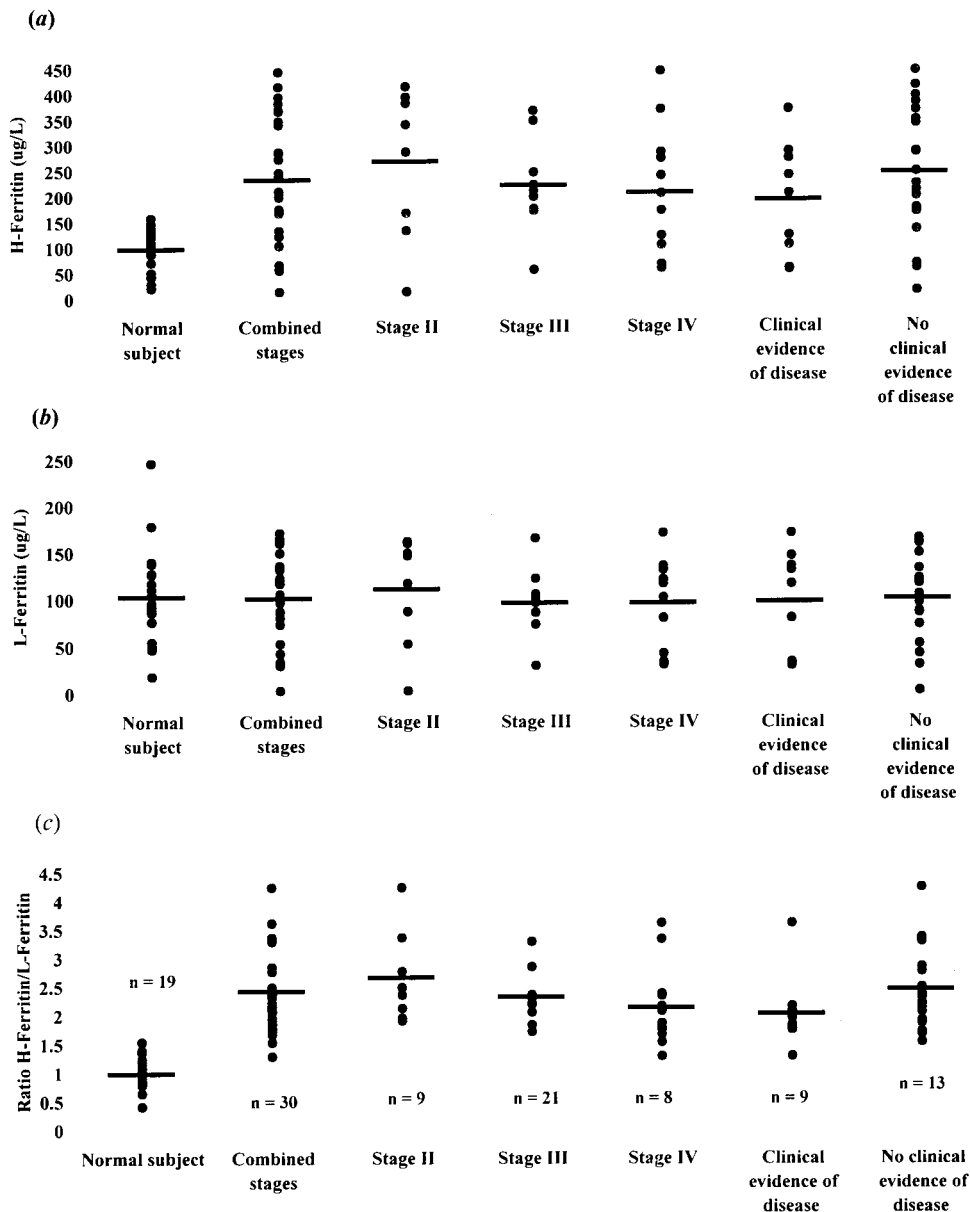 (a)
H-Ferritin (ug/L)
450
400
350
300
250
200
150
100
50
0
Normal subject
Combined stages
Stage II
Stage III
Stage IV
Clinical evidence of disease
No clinical evidence of disease
(b)
L-Ferritin (ug/L)
250
200
150
100
50
0
Normal subject
Combined stages
Stage II
Stage III
Stage IV
Clinical evidence of disease
No clinical evidence of disease
(c)
Ratio H-Ferritin/L-Ferritin
4.5
4
3.5
3
2.5
2
1.5
1
0.5
0
n = 19
n = 30
n = 9
n = 21
n = 8
n = 9
n = 13
Normal subject
Combined stages
Stage II
Stage III
Stage IV
Clinical evidence of disease
No clinical evidence of disease